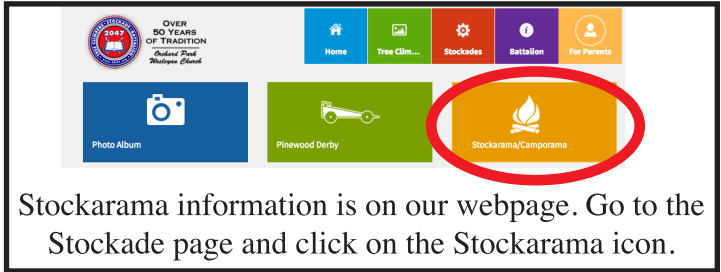 2047
OVER
50 YEARS
OF TRADITION
Orchard Park
Wesleyan Church
Home
Tree Clim...
Stockades
Battalion
For Parents
Photo Album
Pinewood Derby
Stockarama/Camporama
Stockarama information is on our webpage. Go to the
Stockade page and click on the Stockarama icon.